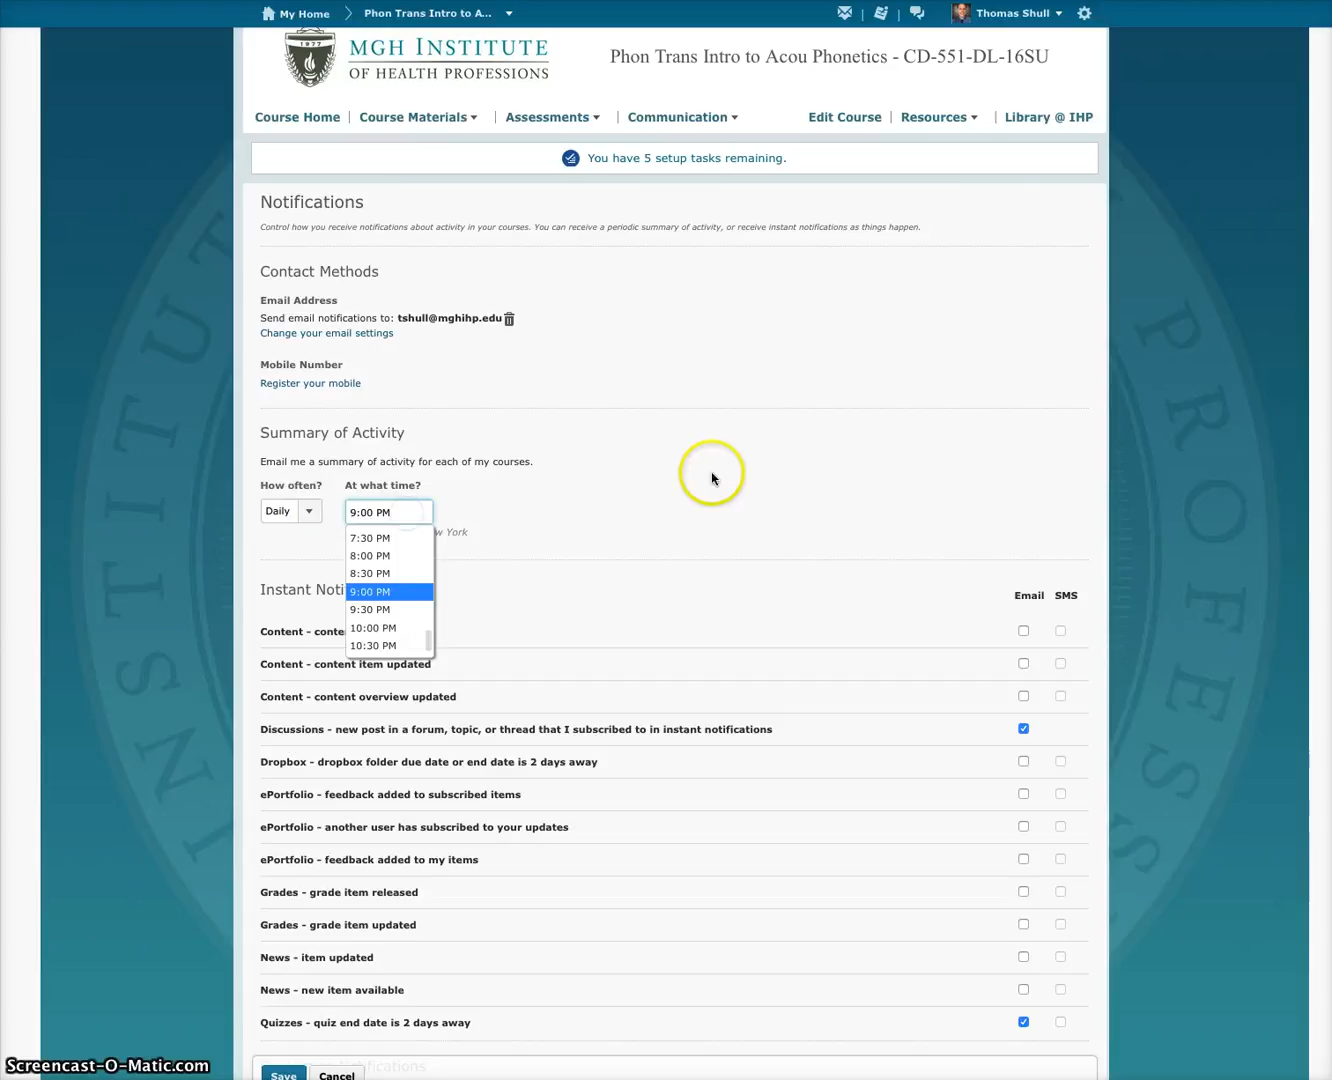 My Home
Phon Trans Intro to A...
Thomas Shull
1977
MGH INSTITUTE
OF HEALTH PROFESSIONS
Phon Trans Intro to Acou Phonetics - CD-551-DL-16SU
Course Home
Course Materials
Assessments
Communication
Edit Course
Resources
Library @ IHP
You have 5 setup tasks remaining.
Notifications
Control how you receive notifications about activity in your courses. You can receive a periodic summary of activity, or receive instant notifications as things happen.
Contact Methods
Email Address
Send email notifications to: tshull@mghihp.edu
Change your email settings
Mobile Number
Register your mobile
Summary of Activity
Email me a summary of activity for each of my courses.
How often? At what time?
Daily 9:00 PM
w York
7:30 PM
8:00 PM
8:30 PM
9:00 PM
9:30 PM
10:00 PM
10:30 PM
Instant Noti
Email SMS
Content - conte
Content - content item updated
Content - content overview updated
Discussions - new post in a forum, topic, or thread that I subscribed to in instant notifications
Dropbox - dropbox folder due date or end date is 2 days away
ePortfolio - feedback added to subscribed items
ePortfolio - another user has subscribed to your updates
ePortfolio - feedback added to my items
Grades - grade item released
Grades - grade item updated
News - item updated
News - new item available
Quizzes - quiz end date is 2 days away
Save Cancel
Screencast-O-Matic.com